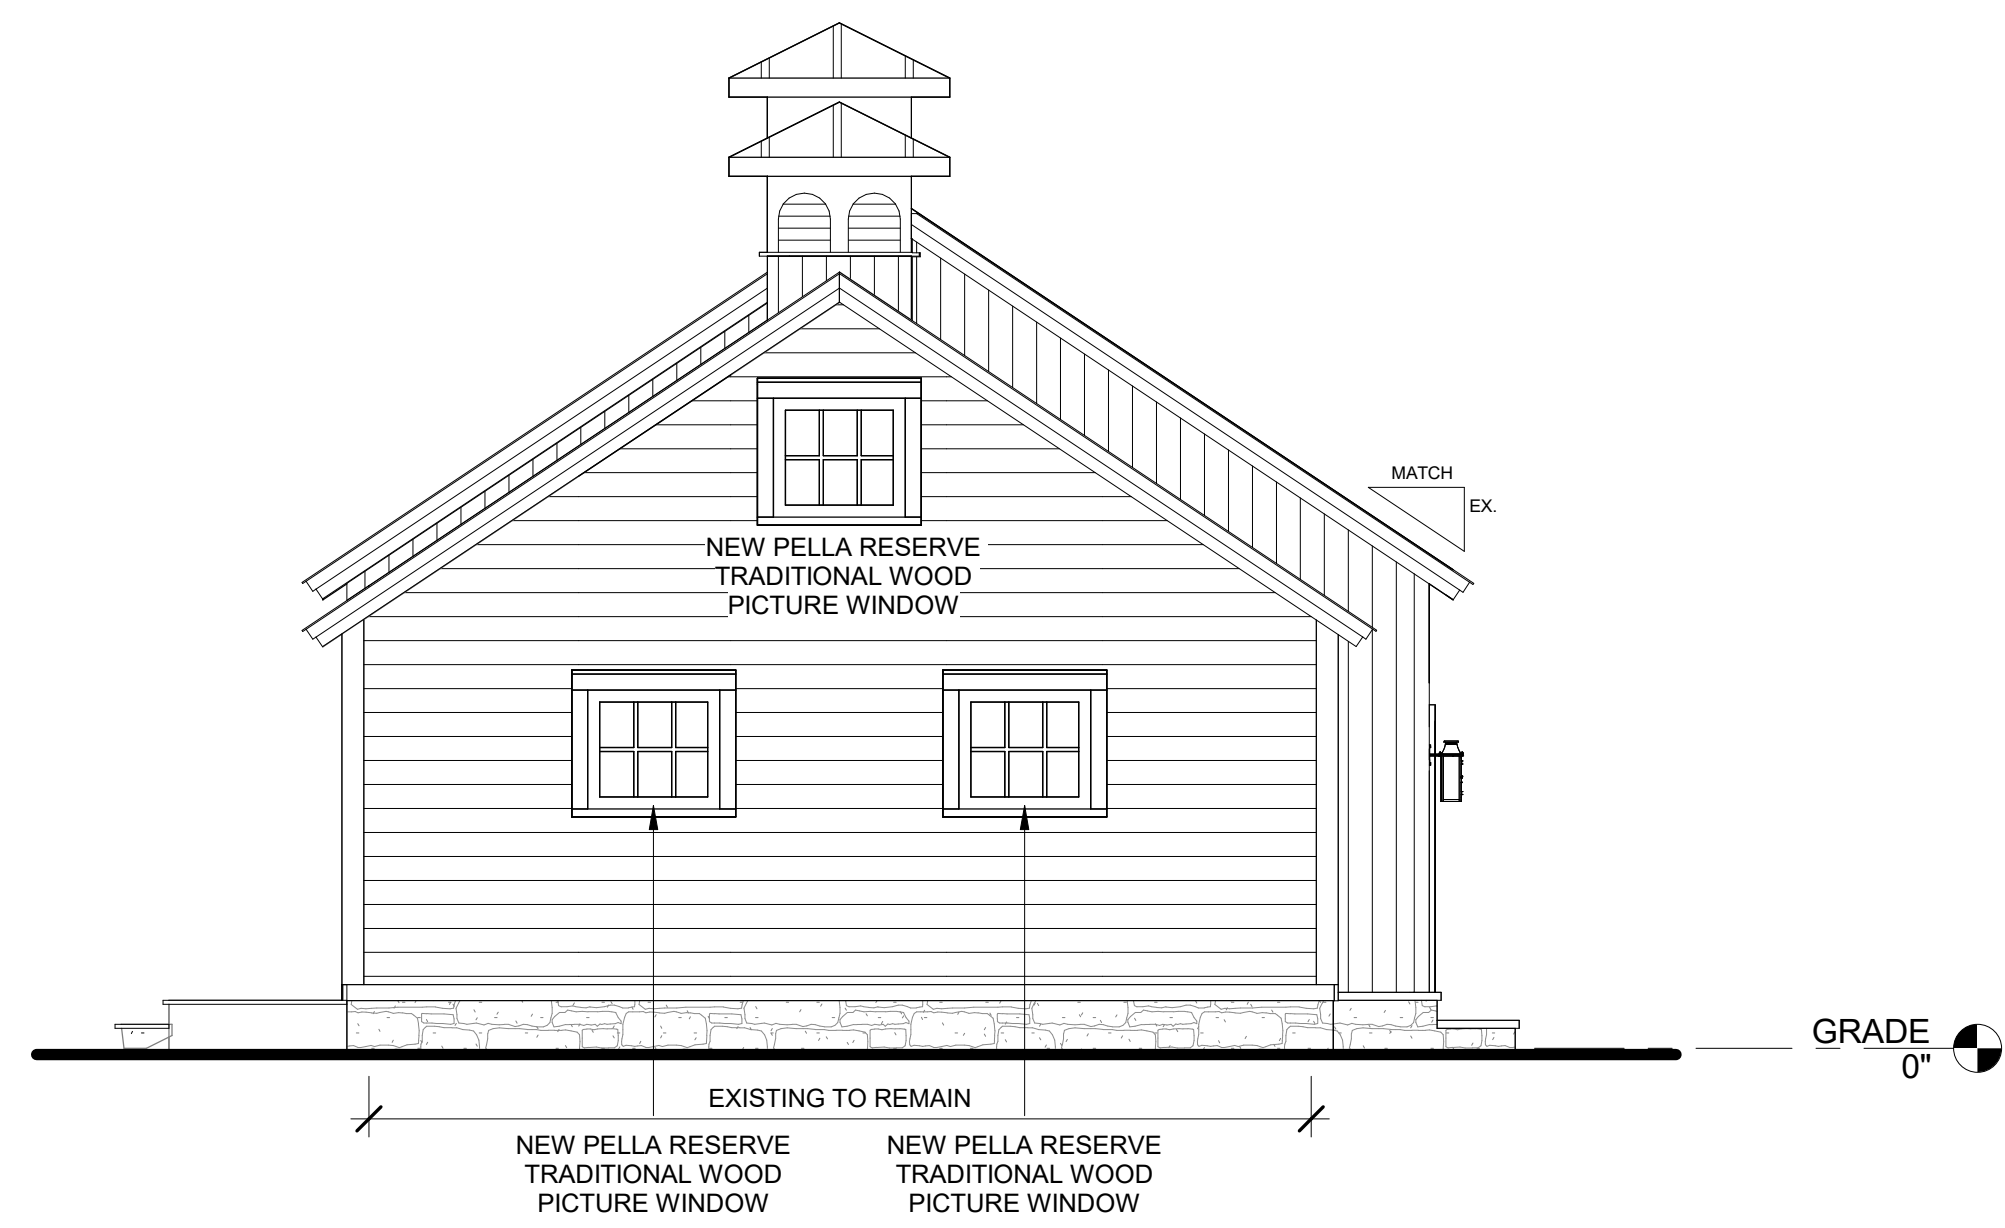 MATCH
EX.
NEW PELLA RESERVE
TRADITIONAL WOOD
PICTURE WINDOW
GRADE
0"
EXISTING TO REMAIN
NEW PELLA RESERVE
TRADITIONAL WOOD
PICTURE WINDOW
NEW PELLA RESERVE
TRADITIONAL WOOD
PICTURE WINDOW